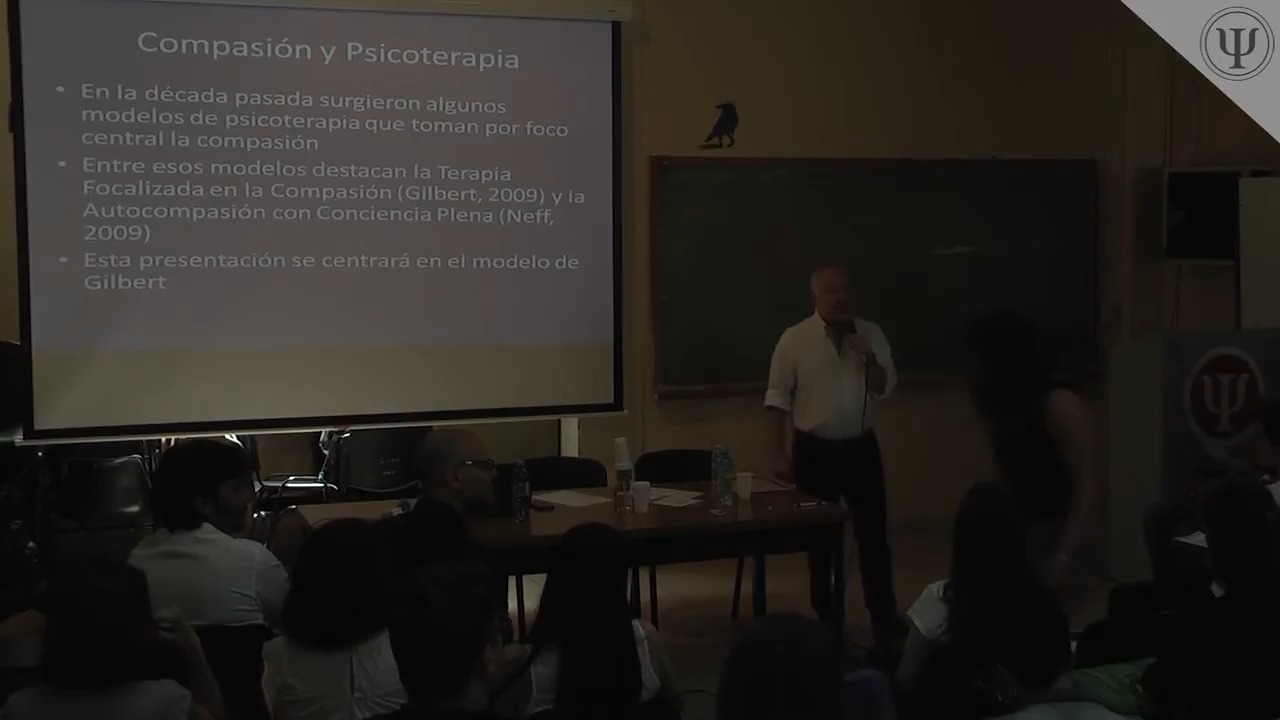 Compasión y Psicoterapia
• En la década pasada surgieron algunos
modelos de psicoterapia que toman por foco
central la compasión
• Entre esos modelos destacan la Terapia
Focalizada en la Compasión (Gilbert, 2009) y la
Autocompasión con Conciencia Plena (Neff,
2009)
• Esta presentación se centrará en el modelo de
Gilbert
Ψ
Ψ